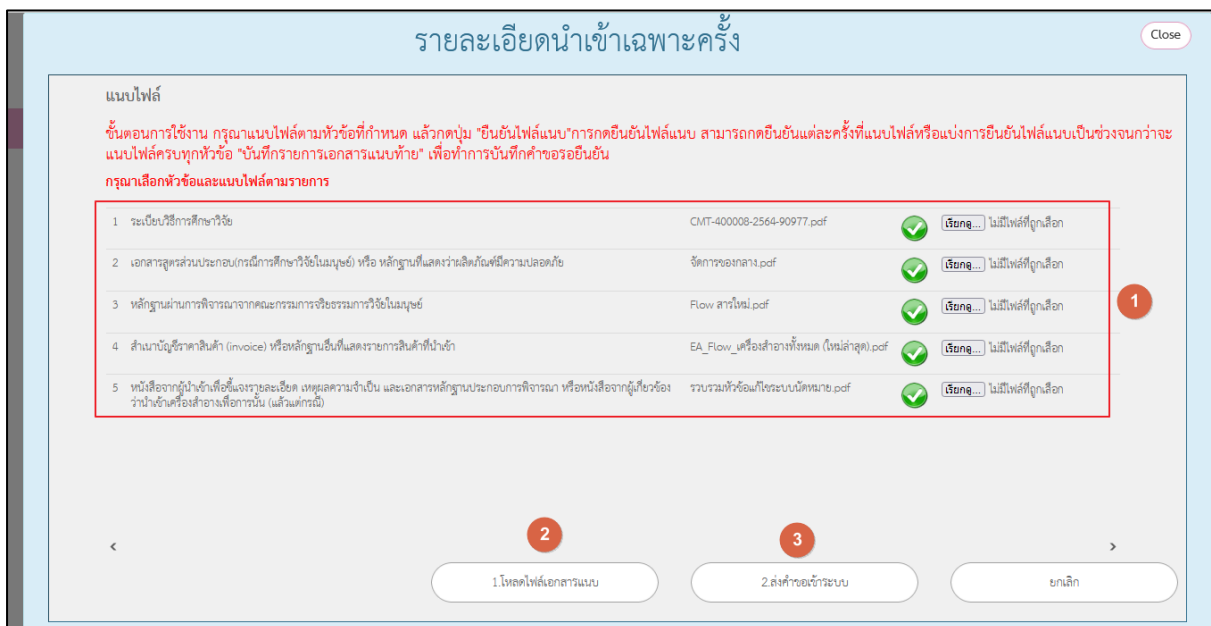 รายละเอียดนำเข้าเฉพาะครั้ง
Close
แนบไฟล์
ขั้นตอนการใช้งาน กรุณาแนบไฟล์ตามหัวข้อที่กำหนด แล้วกดปุ่ม "ยืนยันไฟล์แนบ"การกดยืนยันไฟล์แนบ สามารถกดยืนยันแต่ละครั้งที่แนบไฟล์หรือแบ่งการยืนยันไฟล์แนบเป็นช่วงจนกว่าจะ
แนบไฟล์ครบทุกหัวข้อ "บันทึกรายการเอกสารแนบท้าย" เพื่อทำการบันทึกคำขอรอยืนยัน
กรุณาเลือกหัวข้อและแนบไฟล์ตามรายการ
1 ระเบียบวิธีการศึกษาวิจัย CMT-400008-2564-90977.pdf เรียกดู... ไม่มีไฟล์ที่ถูกเลือก
2 เอกสารสูตรส่วนประกอบ(กรณีการศึกษาวิจัยในมนุษย์) หรือ หลักฐานที่แสดงว่าผลิตภัณฑ์มีความปลอดภัย จัดการของกลาง.pdf เรียกดู... ไม่มีไฟล์ที่ถูกเลือก
3 หลักฐานผ่านการพิจารณาจากคณะกรรมการจริยธรรมการวิจัยในมนุษย์ Flow สารใหม่.pdf เรียกดู... ไม่มีไฟล์ที่ถูกเลือก
1
4 สำเนาบัญชีราคาสินค้า (invoice) หรือหลักฐานอื่นที่แสดงรายการสินค้าที่นำเข้า EA_Flow_เครื่องสำอางทั้งหมด (ใหม่ล่าสุด).pdf เรียกดู... ไม่มีไฟล์ที่ถูกเลือก
5 หนังสือจากผู้นำเข้าเพื่อชี้แจงรายละเอียด เหตุผลความจำเป็น และเอกสารหลักฐานประกอบการพิจารณา หรือหนังสือจากผู้เกี่ยวข้อง รวบรวมหัวข้อแก้ไขระบบนัดหมาย.pdf เรียกดู... ไม่มีไฟล์ที่ถูกเลือก
ว่านำเข้าเครื่องสำอางเพื่อการนั้น (แล้วแต่กรณี)
2
3
1.โหลดไฟล์เอกสารแนบ
2.ส่งคำขอเข้าระบบ
ยกเลิก